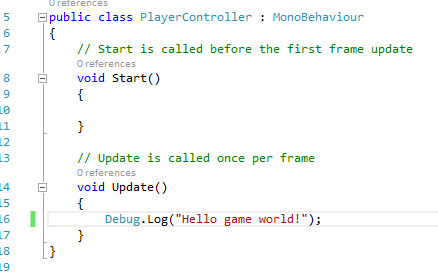 0 references
5 public class PlayerController : MonoBehaviour
6 {
7 // Start is called before the first frame update
0 references
8 void Start()
9 {
10
11 }
12
13 // Update is called once per frame
0 references
14 void Update()
15 {
16 Debug.Log("Hello game world!");
17 }
18 }
19